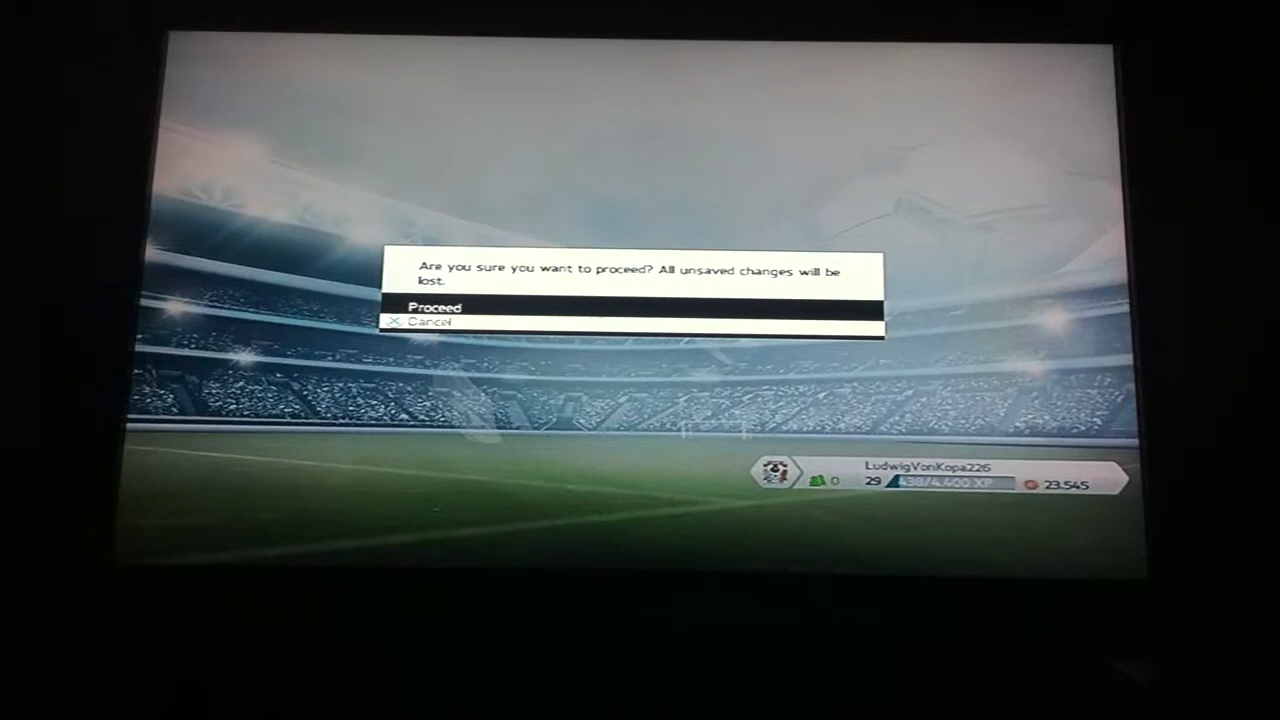 Are you sure you want to proceed? All unsaved changes will be
lost.
Proceed
Cancel
LudwigVonKopa226
0
29
438/4,400 XP
23,545